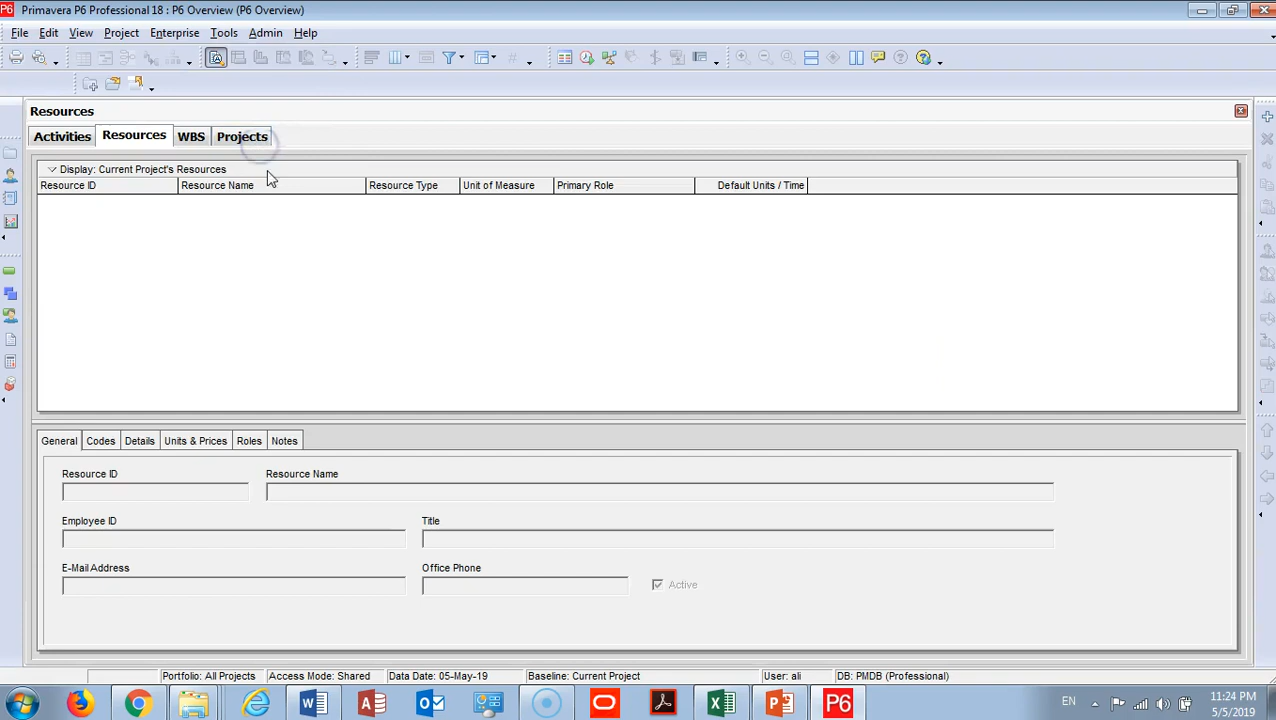 P6 Primavera P6 Professional 18 : P6 Overview (P6 Overview)
File Edit View Project Enterprise Tools Admin Help
Resources
Activities Resources WBS Projects
Display: Current Project's Resources
Resource ID Resource Name Resource Type Unit of Measure Primary Role Default Units / Time
General Codes Details Units & Prices Roles Notes
Resource ID Resource Name
Employee ID Title
E-Mail Address Office Phone
Active
Portfolio: All Projects Access Mode: Shared Data Date: 05-May-19 Baseline: Current Project User: ali DB: PMDB (Professional)
P6
EN
11:24 PM
5/5/2019